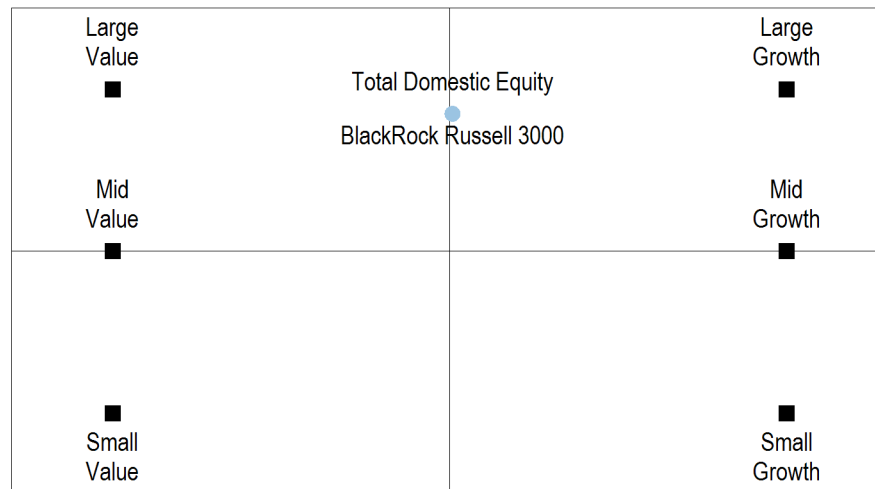 Large
Value
Large
Growth
Total Domestic Equity
BlackRock Russell 3000
Mid
Value
Mid
Growth
Small
Value
Small
Growth